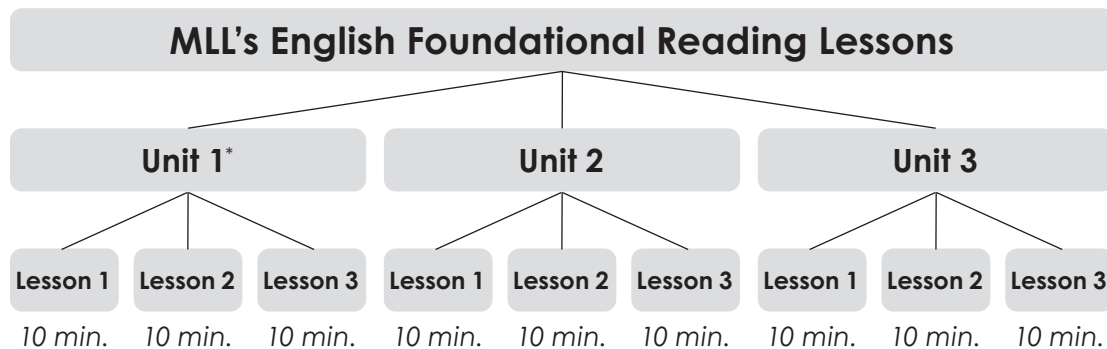 MLL's English Foundational Reading Lessons
Unit 1* Unit 2 Unit 3
Lesson 1 Lesson 2 Lesson 3 Lesson 1 Lesson 2 Lesson 3 Lesson 1 Lesson 2 Lesson 3
10 min. 10 min. 10 min. 10 min. 10 min. 10 min. 10 min. 10 min. 10 min.